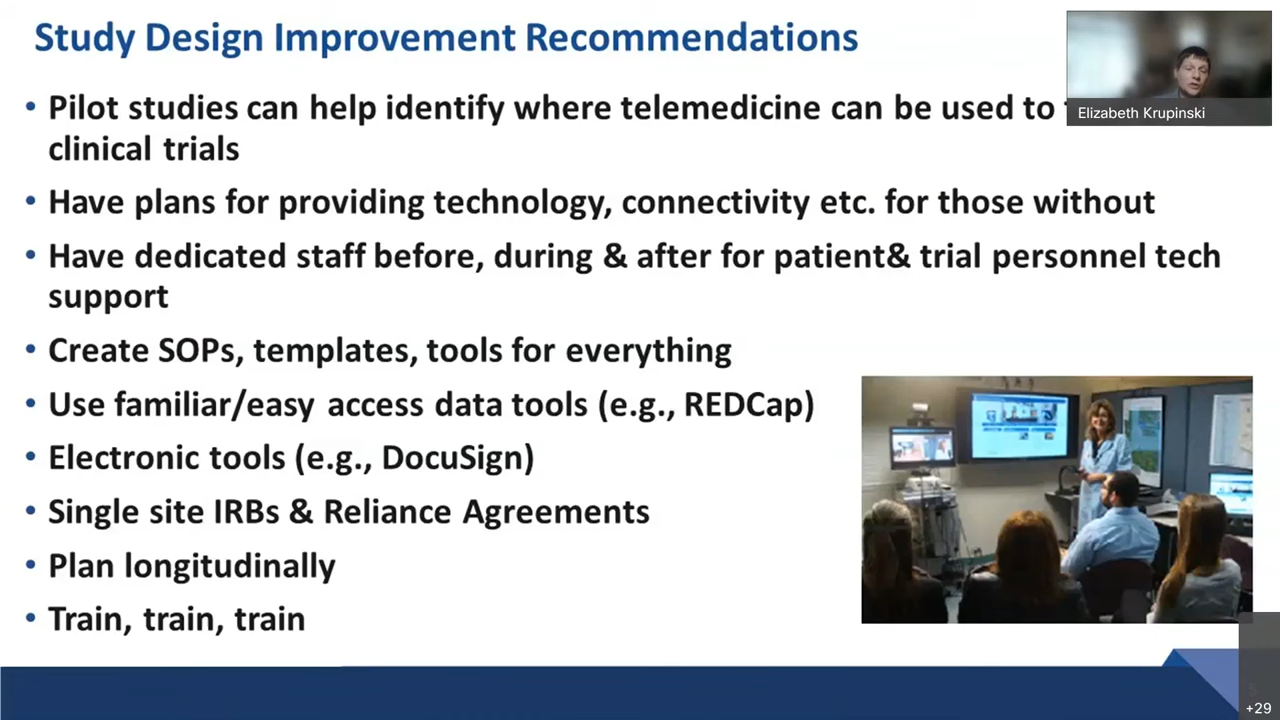 Study Design Improvement Recommendations
• Pilot studies can help identify where telemedicine can be used to
clinical trials
• Have plans for providing technology, connectivity etc. for those without
• Have dedicated staff before, during & after for patient& trial personnel tech
support
• Create SOPs, templates, tools for everything
• Use familiar/easy access data tools (e.g., REDCap)
• Electronic tools (e.g., DocuSign)
• Single site IRBs & Reliance Agreements
• Plan longitudinally
• Train, train, train
Elizabeth Krupinski
5
+29